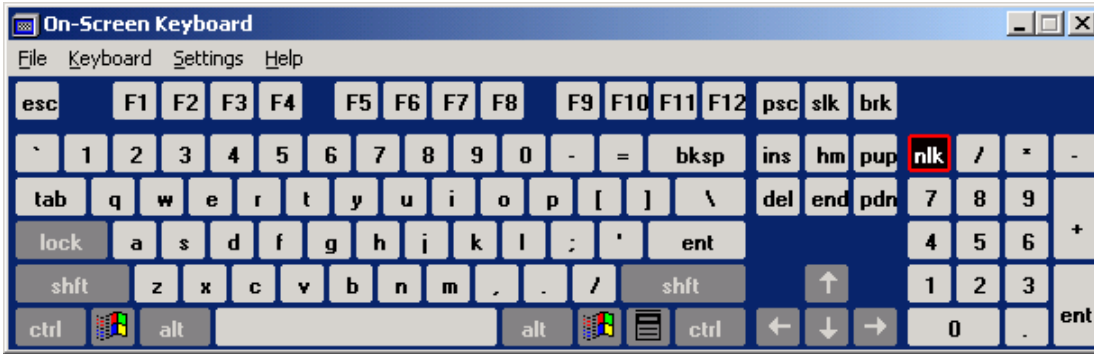 On-Screen Keyboard
File Keyboard Settings Help
esc F1 F2 F3 F4 F5 F6 F7 F8 F9 F10 F11 F12 psc slk brk
` 1 2 3 4 5 6 7 8 9 0 - = bksp ins hm pup nlk / * -
tab q w e r t y u i o p [ ] \ del end pdn 7 8 9 +
lock a s d f g h j k l ; ' ent 4 5 6
shft z x c v b n m , . / shft ↑ 1 2 3 ent
ctrl alt alt ctrl ← ↓ → 0 .